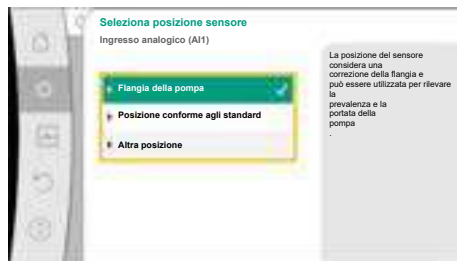 Seleziona posizione sensore
Ingresso analogico (AI1)
Flangia della pompa
Posizione conforme agli standard
Altra posizione
La posizione del sensore
considera una
correzione della flangia e
può essere utilizzata per rilevare
la
prevalenza e la
portata della
pompa
.